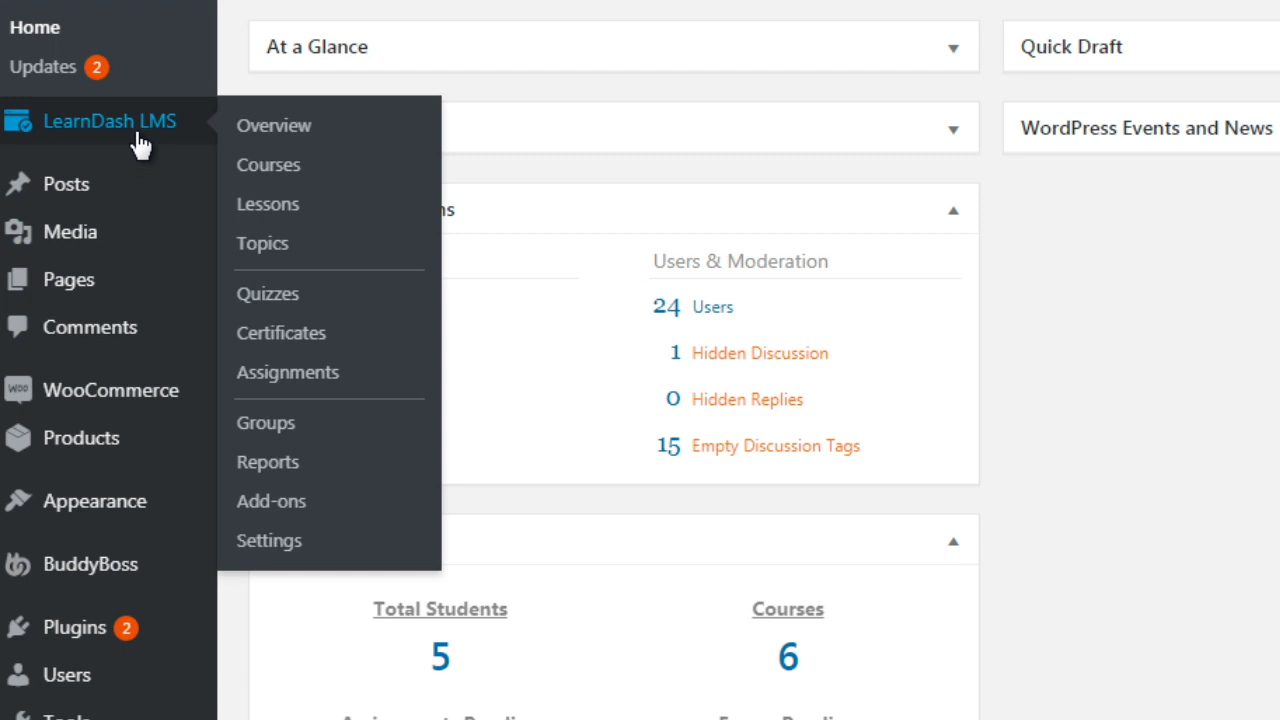 Home
Updates 2
LearnDash LMS
Posts
Media
Pages
Comments
WOO WooCommerce
Products
Appearance
BuddyBoss
Plugins 2
Users
Overview
Courses
Lessons
Topics
Quizzes
Certificates
Assignments
Groups
Reports
Add-ons
Settings
At a Glance
Quick Draft
WordPress Events and News
Users & Moderation
24 Users
1 Hidden Discussion
0 Hidden Replies
15 Empty Discussion Tags
Total Students
5
Courses
6